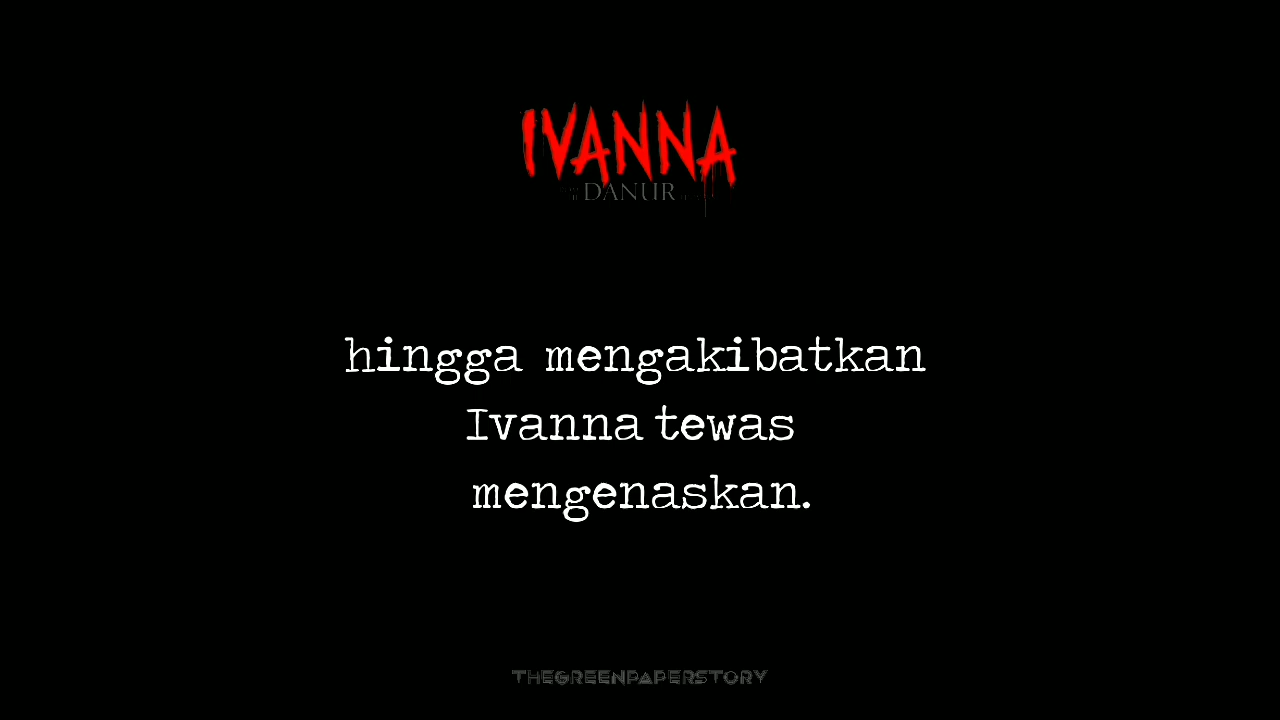 IVANNA
DANUR
hingga mengakibatkan
Ivanna tewas
mengenaskan.
THEGREENPAPERSTORY